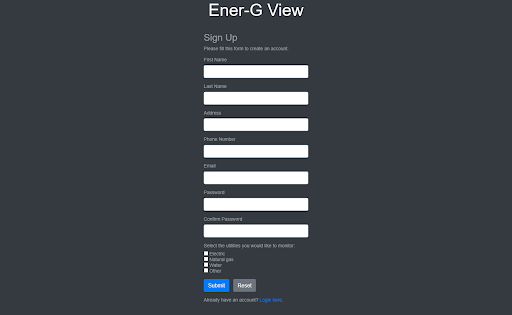 Ener-G View
Sign Up
Please fill this form to create an account.
First Name
Last Name
Address
Phone Number
Email
Password
Confirm Password
Select the utilities you would like to monitor:
Electric
Natural gas
Water
Other
Submit Reset
Already have an account? Login here.